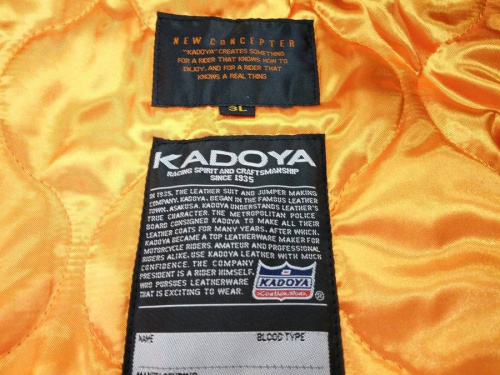 NEW CONCEPTER
"KADOYA" CREATES SOMETHING
FOR A RIDER THAT KNOWS HOW TO
ENJOY, AND FOR A RIDER THAT
KNOWS A REAL THING
3L
KADOYA
RACING SPIRIT AND CRAFTSMANSHIP
SINCE 1935
IN 1935, THE LEATHER SUIT AND JUMPER MAKING
COMPANY, KADOYA, BEGAN IN THE FAMOUS LEATHER
TOWN, ASAKUSA. KADOYA UNDERSTANDS LEATHER'S
TRUE CHARACTER. THE METROPOLITAN POLICE
BOARD CONSIGNED KADOYA TO MAKE ALL THEIR
LEATHER COATS FOR MANY YEARS. AFTER WHICH,
KADOYA BECAME A TOP LEATHERWARE MAKER FOR
MOTORCYCLE RIDERS. AMATEUR AND PROFESSIONAL
RIDERS ALIKE, USE KADOYA LEATHER WITH MUCH
CONFIDENCE. THE COMPANY
PRESIDENT IS A RIDER HIMSELF,
WHO PURSUES LEATHERWARE
THAT IS EXCITING TO WEAR.
KADOYA
Leather Wear
®
NAME
BLOOD TYPE